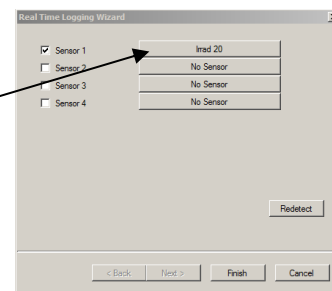 Real Time Logging Wizard
Sensor 1 Irrad 20
Sensor 2 No Sensor
Sensor 3 No Sensor
Sensor 4 No Sensor
Redetect
< Back Next > Finish Cancel